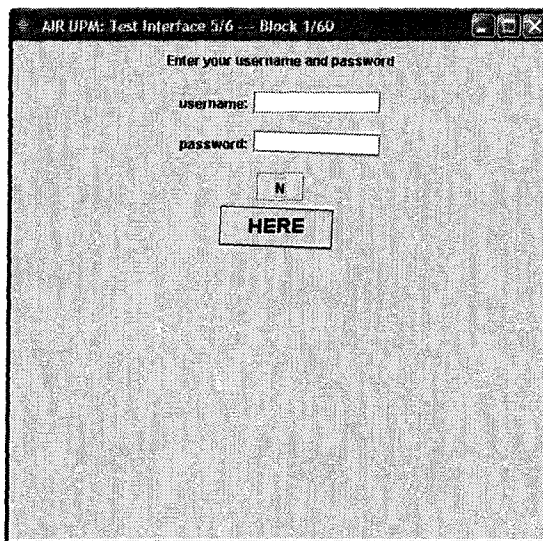 AIR UPM: Test Interface 5/6 --- Block 1/60
Enter your username and password
username:
password:
N
HERE